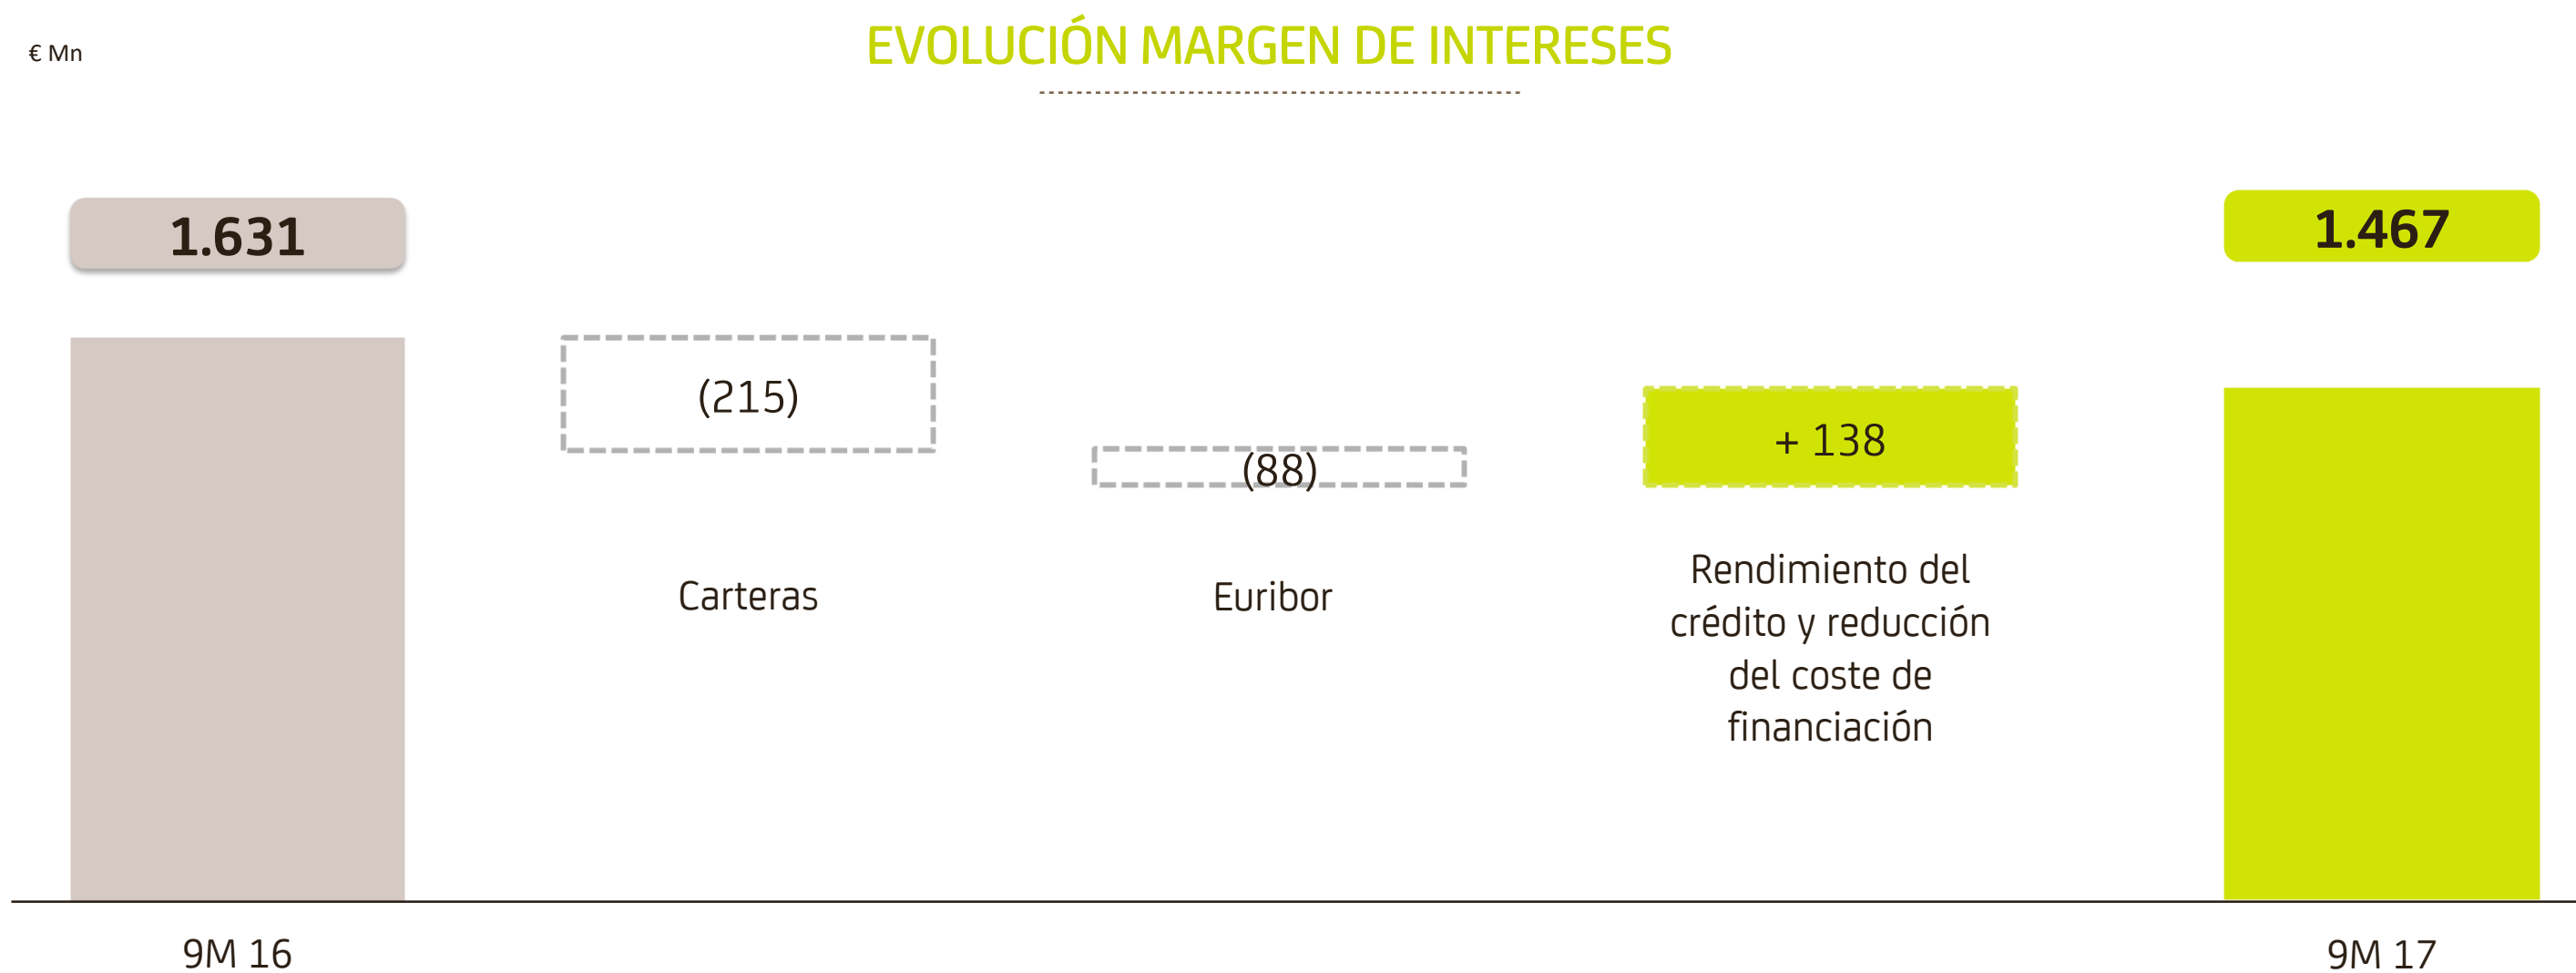 € Mn
EVOLUCIÓN MARGEN DE INTERESES
1.631
1.467
(215)
(88)
+ 138
Carteras
Euribor
Rendimiento del
crédito y reducción
del coste de
financiación
9M 16
9M 17